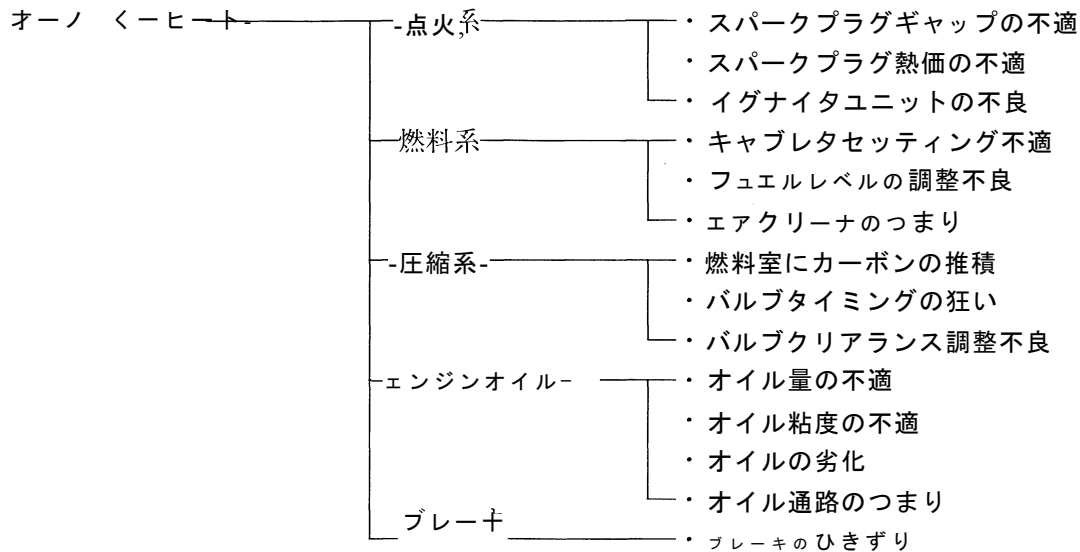 オーバーヒート
点火系
・スパークプラグギャップの不適
・スパークプラグ熱価の不適
・イグナイタユニットの不良
燃料系
・キャブレタセッティング不適
・フュエルレベルの調整不良
・エアクリーナのつまり
圧縮系
・燃料室にカーボンの推積
・バルブタイミングの狂い
・バルブクリアランス調整不良
エンジンオイル
・オイル量の不適
・オイル粘度の不適
・オイルの劣化
・オイル通路のつまり
ブレーキ
・ブレーキのひきずり